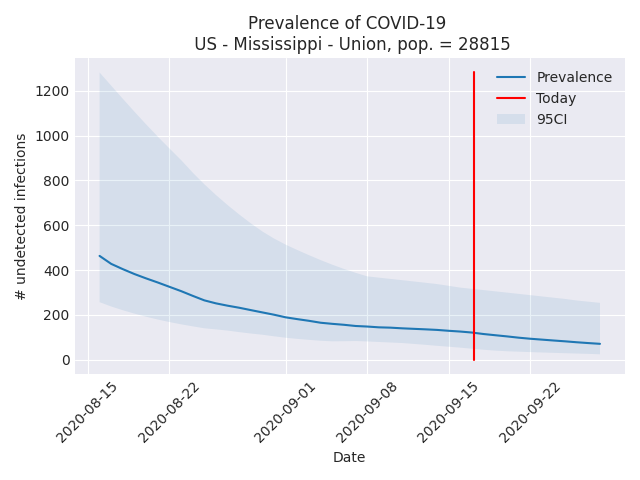 Prevalence of COVID-19
US - Mississippi - Union, pop. = 28815
Prevalence
Today
95CI
# undetected infections
1200
1000
800
600
400
200
0
2020-08-15
2020-08-22
2020-09-01
2020-09-08
2020-09-15
2020-09-22
Date